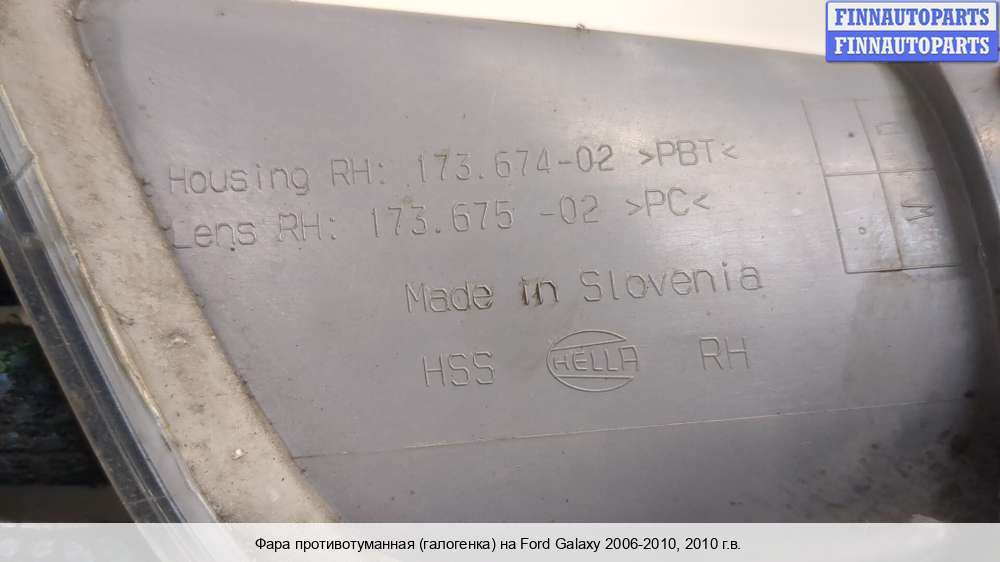 FINNAUTOPARTS
FINNAUTOPARTS
Housing RH: 173.674-02 >PBT<
Lens RH: 173.675 -02 >PC<
Made in Slovenia
HSS HELLA RH
Фара противотуманная (галогенка) на Ford Galaxy 2006-2010, 2010 г.в.